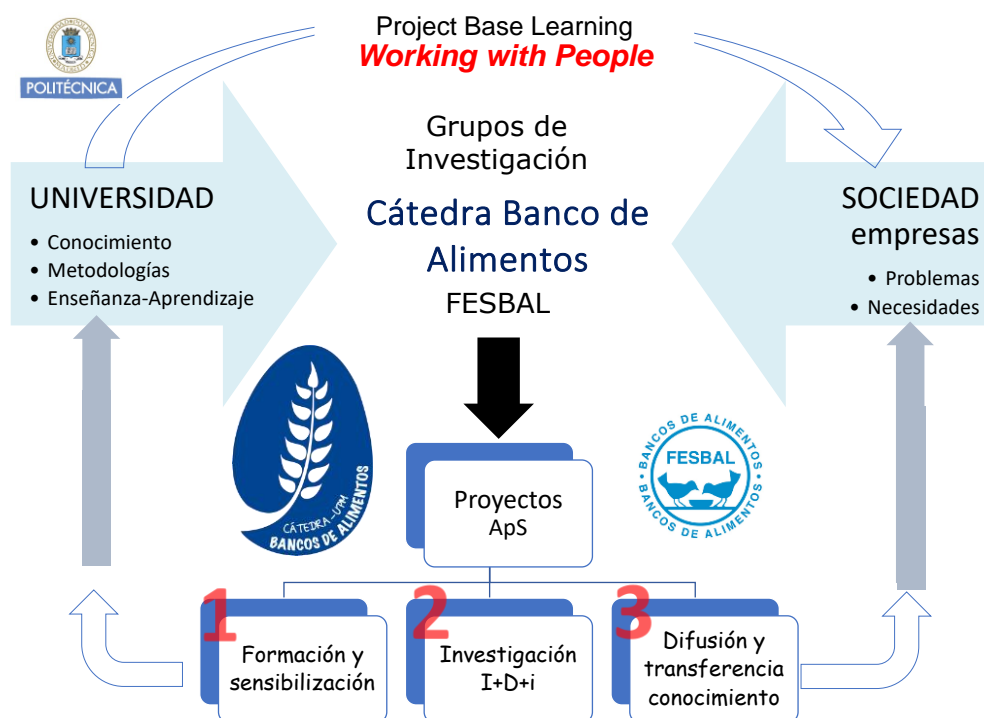 Project Base Learning
Working with People
POLITÉCNICA
Grupos de
Investigación
Cátedra Banco de
Alimentos
FESBAL
UNIVERSIDAD
• Conocimiento
• Metodologías
• Enseñanza-Aprendizaje
SOCIEDAD
empresas
• Problemas
• Necesidades
CÁTEDRA-UPM
BANCOS DE ALIMENTOS
BANCOS DE ALIMENTOS
FESBAL
BANCOS DE ALIMENTOS
Proyectos
ApS
1
Formación y
sensibilización
2
Investigación
I+D+i
3
Difusión y
transferencia
conocimiento